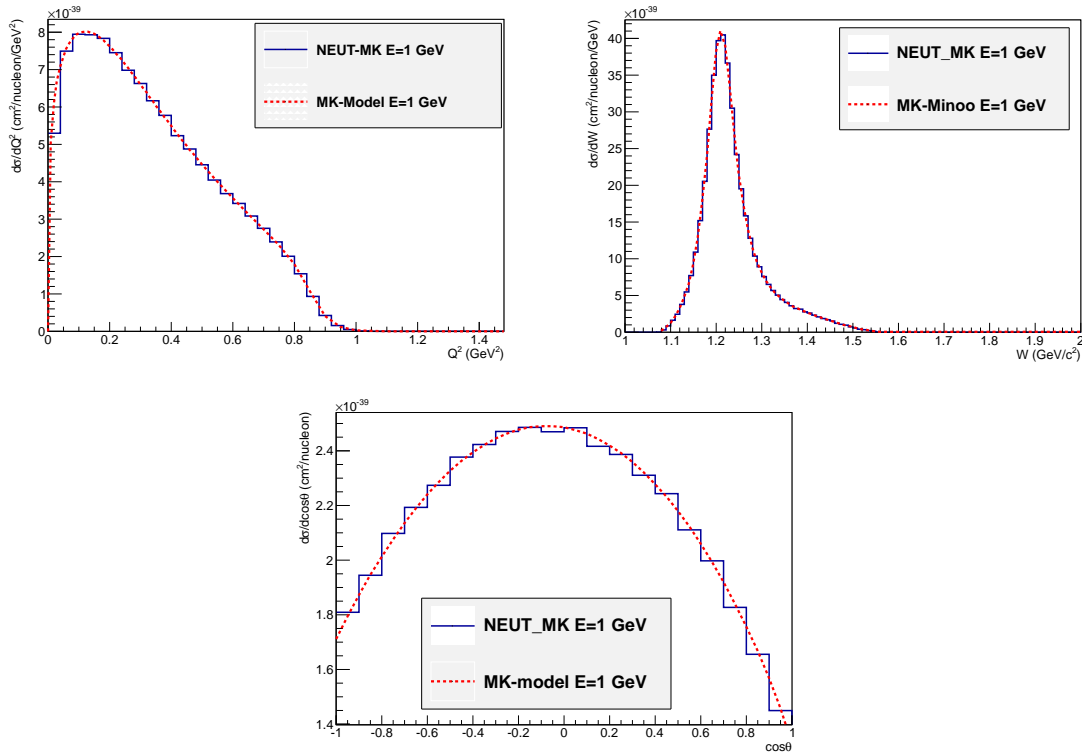 ×10⁻³⁹
dσ/dQ² (cm²/nucleon/GeV²)
8
7
6
5
4
3
2
1
0
NEUT-MK E=1 GeV
MK-Model E=1 GeV
0 0.2 0.4 0.6 0.8 1 1.2 1.4
Q² (GeV²)
×10⁻³⁹
dσ/dW (cm²/nucleon/GeV)
40
35
30
25
20
15
10
5
0
NEUT_MK E=1 GeV
MK-Minoo E=1 GeV
1 1.1 1.2 1.3 1.4 1.5 1.6 1.7 1.8 1.9 2
W (GeV/c²)
×10⁻³⁹
dσ/dcosθ (cm²/nucleon)
2.4
2.2
2
1.8
1.6
1.4
NEUT_MK E=1 GeV
MK-model E=1 GeV
-1 -0.8 -0.6 -0.4 -0.2 0 0.2 0.4 0.6 0.8 1
cosθ